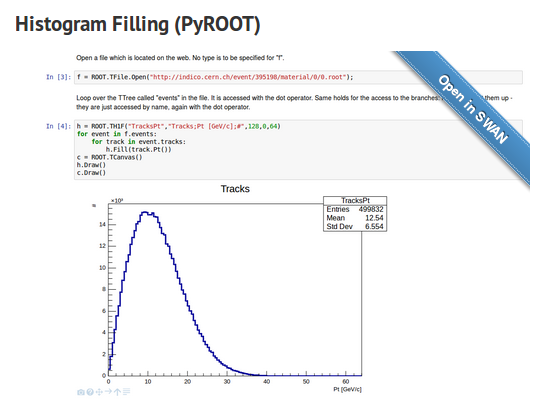 Histogram Filling (PyROOT)
Open a file which is located on the web. No type is to be specified for "f".
In [3]: f = ROOT.TFile.Open("http://indico.cern.ch/event/395198/material/0/0.root");
Loop over the TTree called "events" in the file. It is accessed with the dot operator. Same holds for the access to the branches: them up -
they are just accessed by name, again with the dot operator.
In [4]: h = ROOT.TH1F("TracksPt","Tracks;Pt [GeV/c];#",128,0,64)
for event in f.events:
for track in event.tracks:
h.Fill(track.Pt())
c = ROOT.TCanvas()
h.Draw()
c.Draw()
Open in SWAN
Tracks
×10³
#
TracksPt
Entries 499832
Mean 12.54
Std Dev 6.554
14
12
10
8
6
4
2
0
0 10 20 30 40 50 60
Pt [GeV/c]